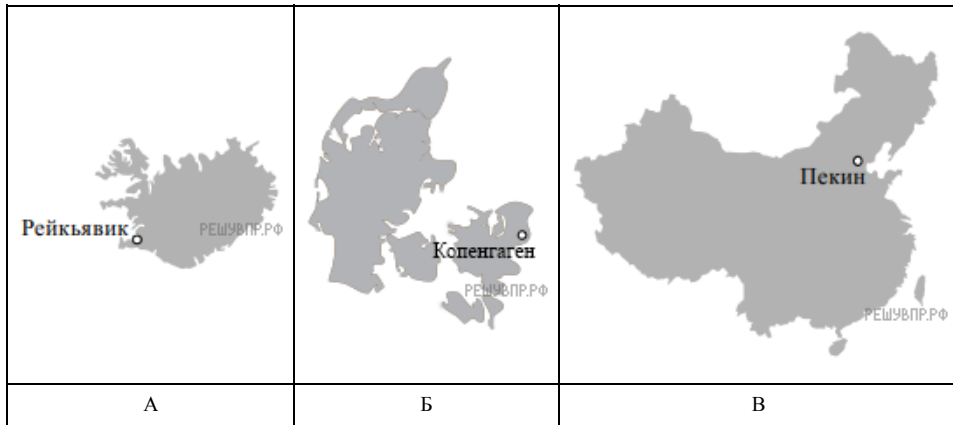 Рейкьявик
РЕШУВПР.РФ
Копенгаген
РЕШУВПР.РФ
Пекин
РЕШУВПР.РФ
А
Б
В